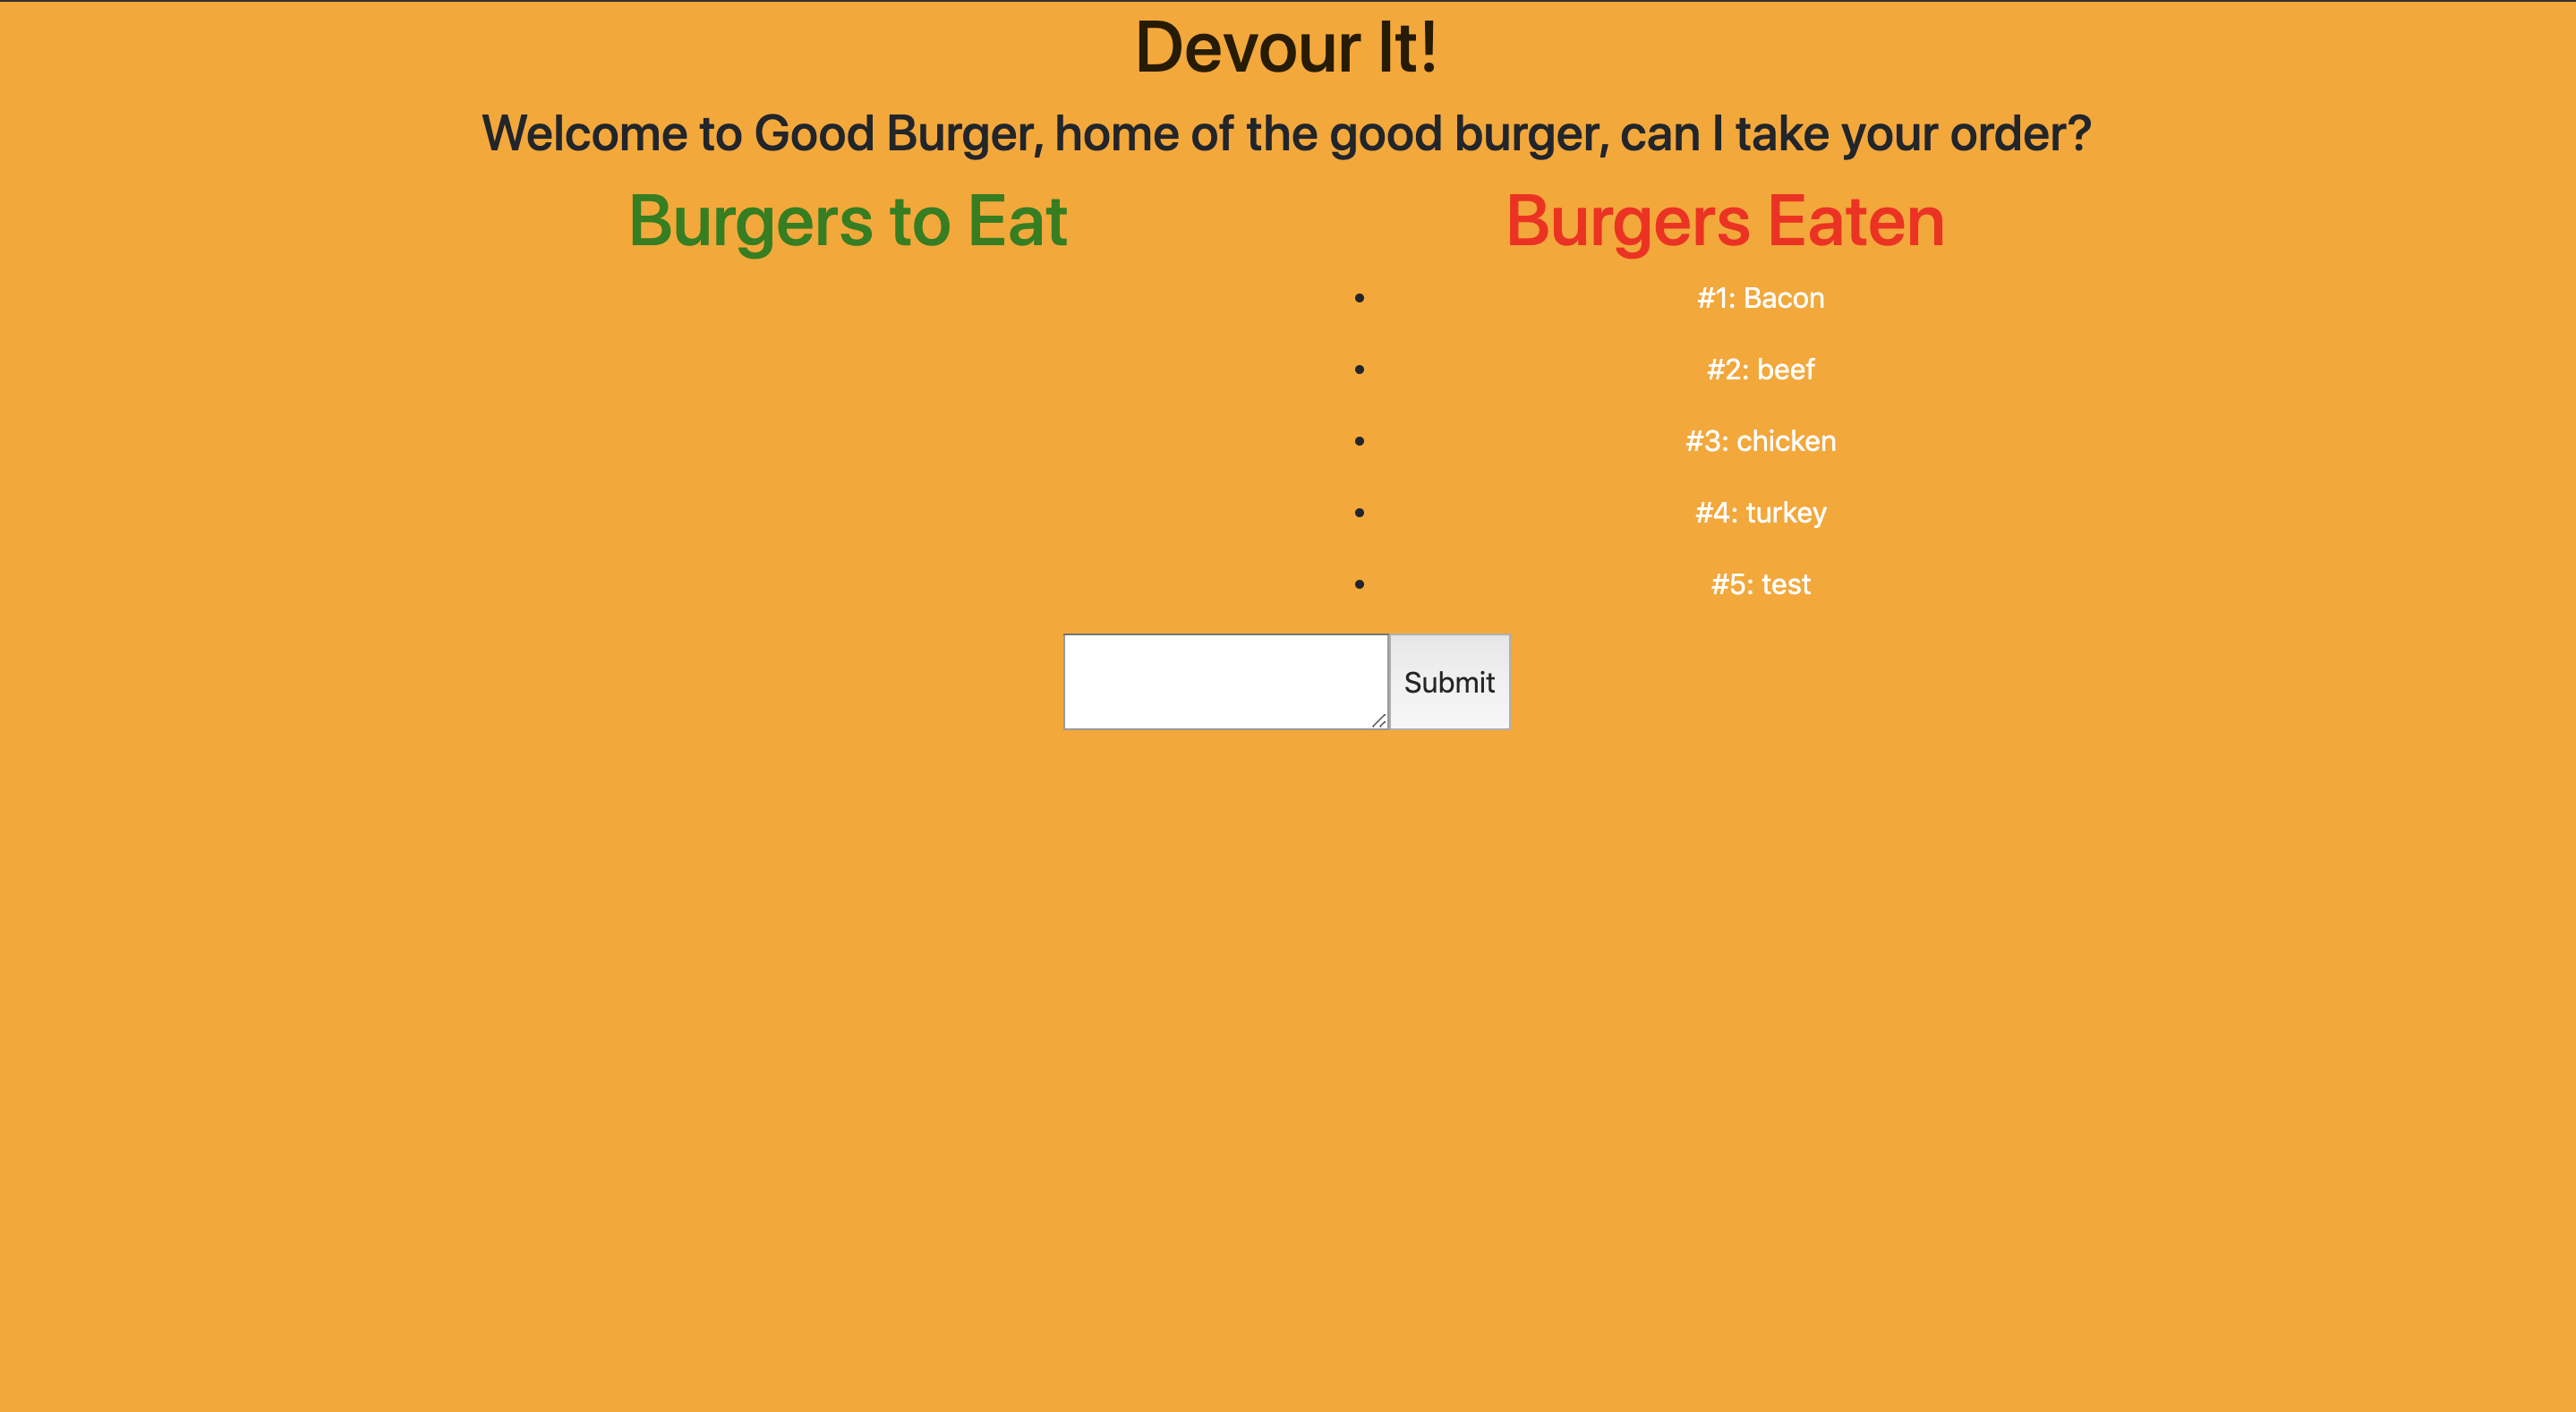 Devour It!
Welcome to Good Burger, home of the good burger, can I take your order?
Burgers to Eat
Burgers Eaten
#1: Bacon
#2: beef
#3: chicken
#4: turkey
#5: test
Submit